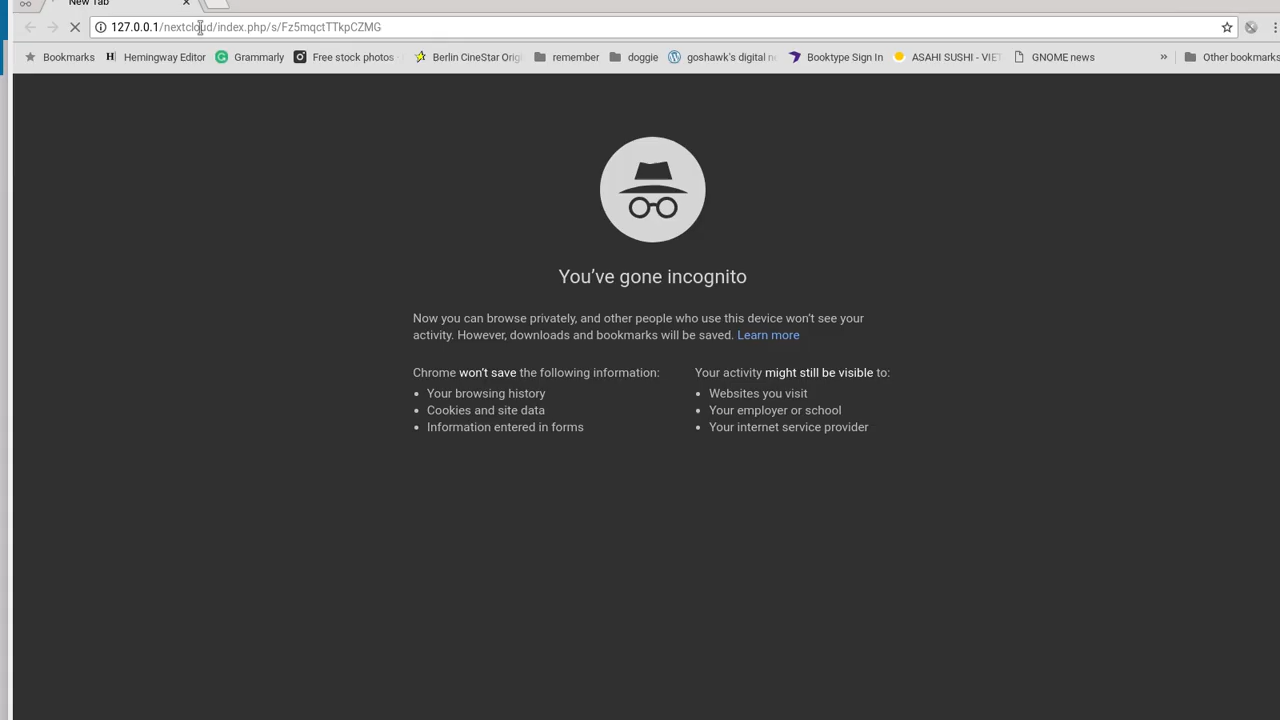 New Tab
127.0.0.1/nextcloud/index.php/s/Fz5mqctTTkpCZMG
Bookmarks Hemingway Editor Grammarly Free stock photos Berlin CineStar Orig remember doggie goshawk's digital Booktype Sign In ASAHI SUSHI - VIET GNOME news » Other bookmarks
You've gone incognito
Now you can browse privately, and other people who use this device won't see your
activity. However, downloads and bookmarks will be saved. Learn more
Chrome won't save the following information:
• Your browsing history
• Cookies and site data
• Information entered in forms
Your activity might still be visible to:
• Websites you visit
• Your employer or school
• Your internet service provider